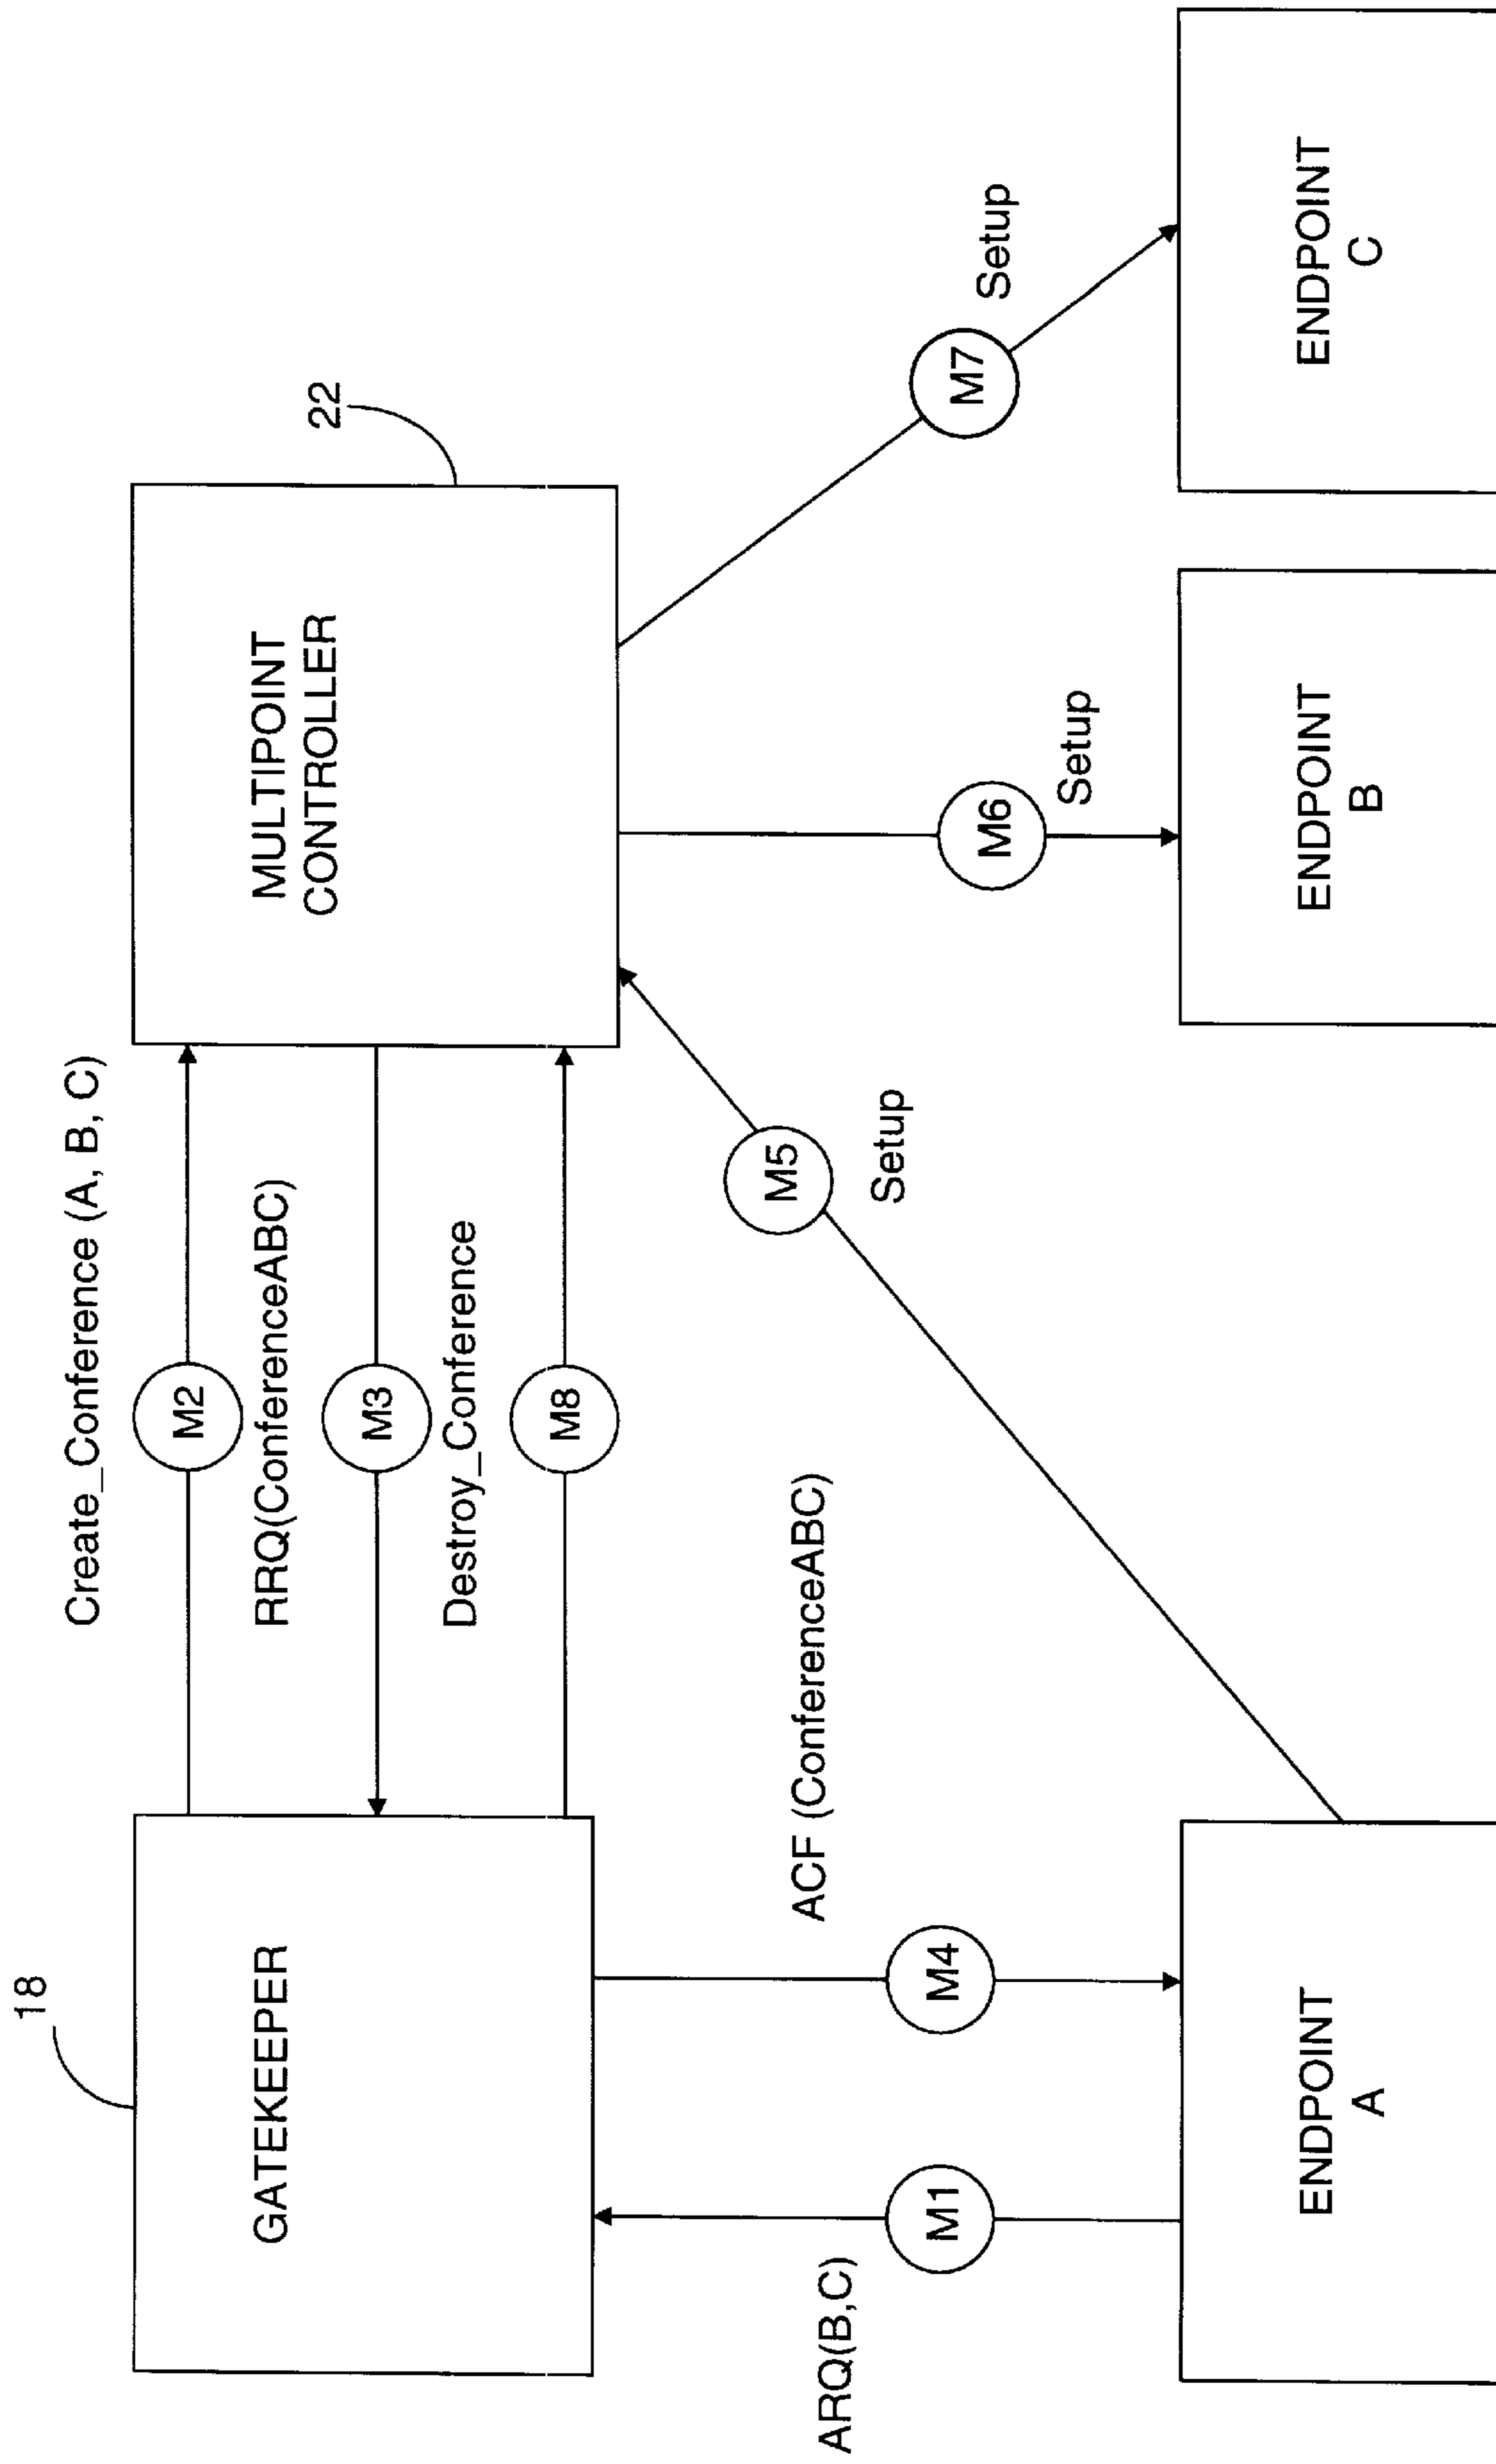 18
22
GATEKEEPER
MULTIPOINT
CONTROLLER
Create_Conference (A, B, C)
M2
RRQ(ConferenceABC)
M3
Destroy_Conference
M8
ARQ(B,C)
M1
M4
ACF (ConferenceABC)
M5
Setup
M6
Setup
M7
Setup
ENDPOINT
A
ENDPOINT
B
ENDPOINT
C